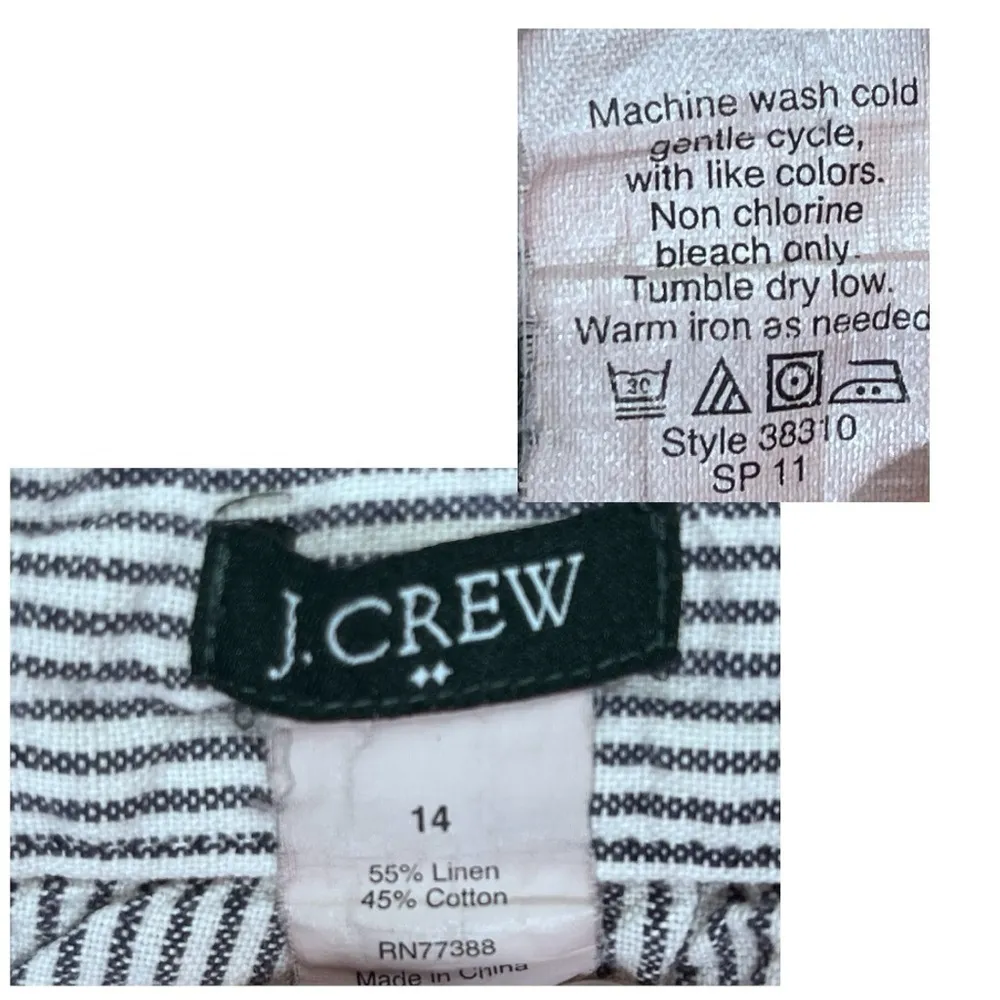 Machine wash cold
gentle cycle,
with like colors.
Non chlorine
bleach only.
Tumble dry low.
Warm iron as needed
30
Style 38310
SP 11
J.CREW
14
55% Linen
45% Cotton
RN77388
Made in China